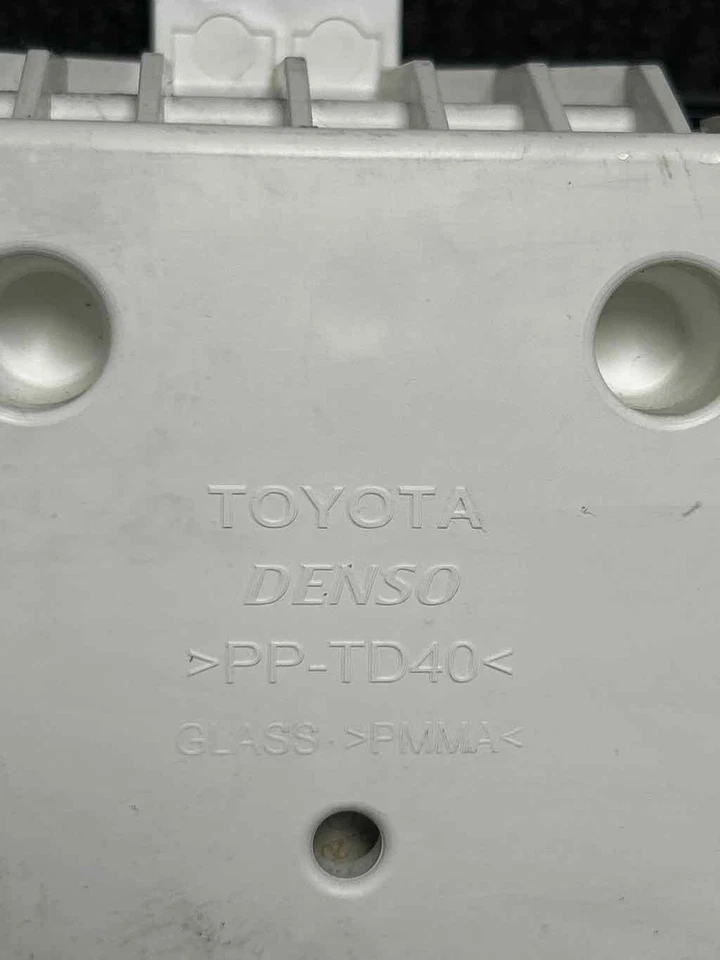 TOYOTA
DENSO
>PP-TD40<
GLASS >PMMA<